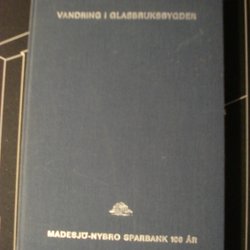 VANDRING I GLASBRUKSBYGDER
MADESJÖ-NYBRO SPARBANK 100 ÅR